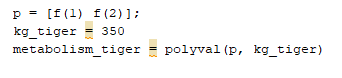 p = [f(1) f(2)];
kg_tiger = 350
metabolism_tiger = polyval(p, kg_tiger)